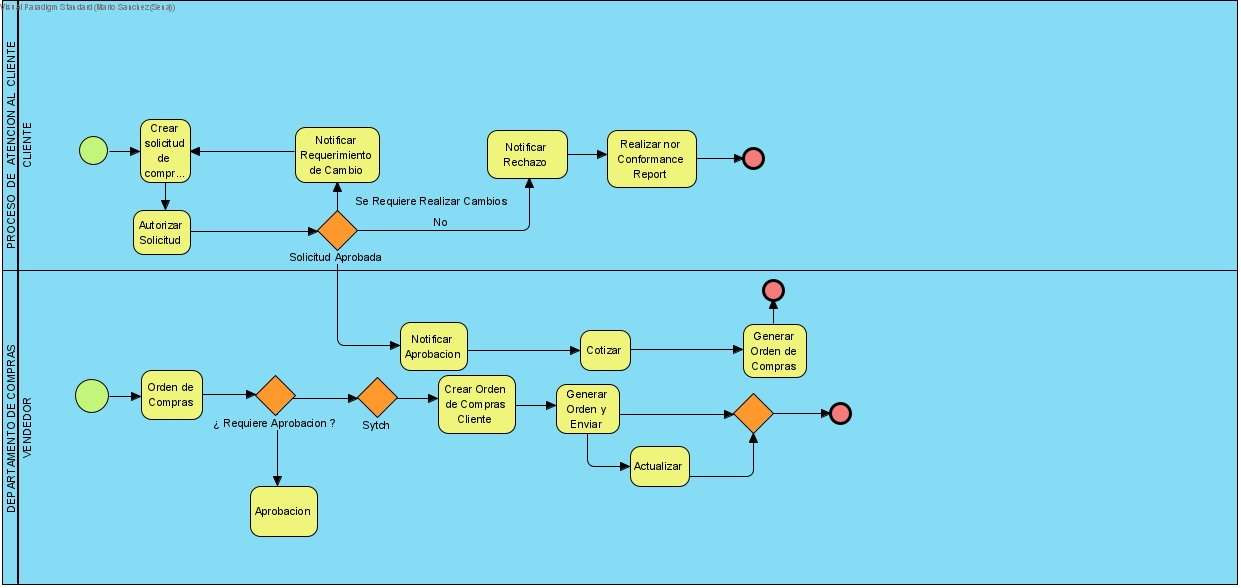 Visual Paradigm Standard (Mario Sanchez(Sena))
PROCESO DE ATENCION AL CLIENTE
CLIENTE
Crear
solicitud
de
compr...
Notificar
Requerimiento
de Cambio
Notificar
Rechazo
Realizar nor
Conformance
Report
Se Requiere Realizar Cambios
No
Autorizar
Solicitud
Solicitud Aprobada
DEPARTAMENTO DE COMPRAS
VENDEDOR
Notificar
Aprobacion
Cotizar
Generar
Orden de
Compras
Orden de
Compras
¿ Requiere Aprobacion ?
Sytch
Crear Orden
de Compras
Cliente
Generar
Orden y
Enviar
Actualizar
Aprobacion